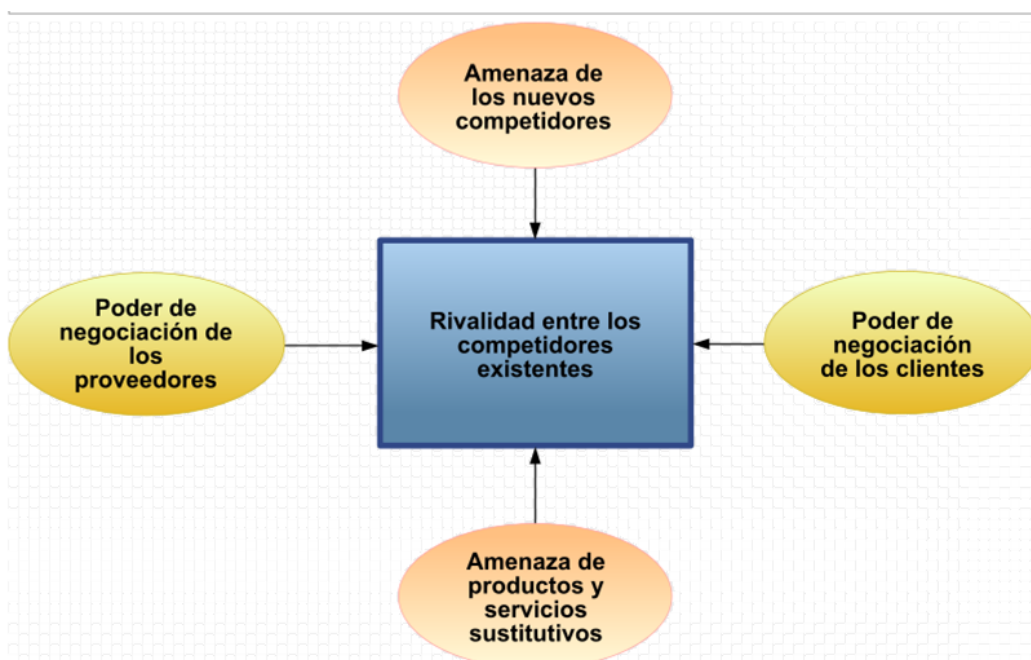 Amenaza de
los nuevos
competidores
Poder de
negociación de
los
proveedores
Rivalidad entre los
competidores
existentes
Poder de
negociación
de los clientes
Amenaza de
productos y
servicios
sustitutivos